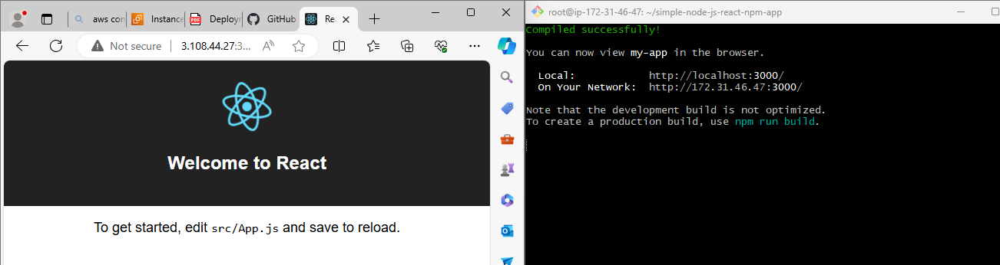 aws con
Instance
Deploym
GitHub
Re
Not secure
3.108.44.27:3...
Welcome to React
To get started, edit src/App.js and save to reload.
root@ip-172-31-46-47: ~/simple-node-js-react-npm-app
Compiled successfully!
You can now view my-app in the browser.
Local: http://localhost:3000/
On Your Network: http://172.31.46.47:3000/
Note that the development build is not optimized.
To create a production build, use npm run build.